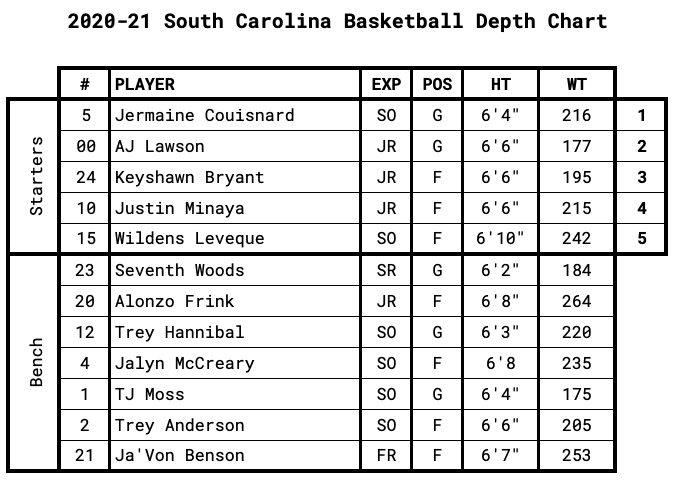 2020-21 South Carolina Basketball Depth Chart
# PLAYER EXP POS HT WT
Starters
5 Jermaine Couisnard SO G 6'4" 216 1
00 AJ Lawson JR G 6'6" 177 2
24 Keyshawn Bryant JR F 6'6" 195 3
10 Justin Minaya JR F 6'6" 215 4
15 Wildens Leveque SO F 6'10" 242 5
Bench
23 Seventh Woods SR G 6'2" 184
20 Alonzo Frink JR F 6'8" 264
12 Trey Hannibal SO G 6'3" 220
4 Jalyn McCreary SO F 6'8 235
1 TJ Moss SO G 6'4" 175
2 Trey Anderson SO F 6'6" 205
21 Ja'Von Benson FR F 6'7" 253